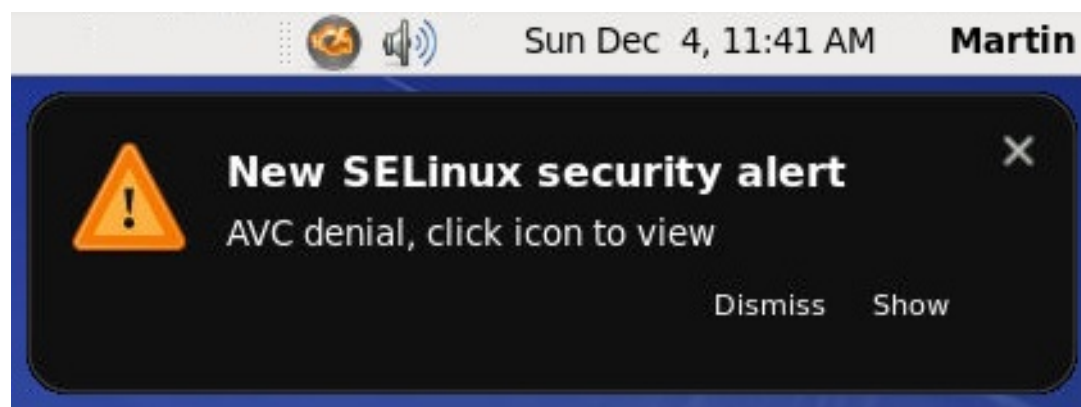 Sun Dec 4, 11:41 AM Martin
New SELinux security alert
AVC denial, click icon to view
Dismiss Show